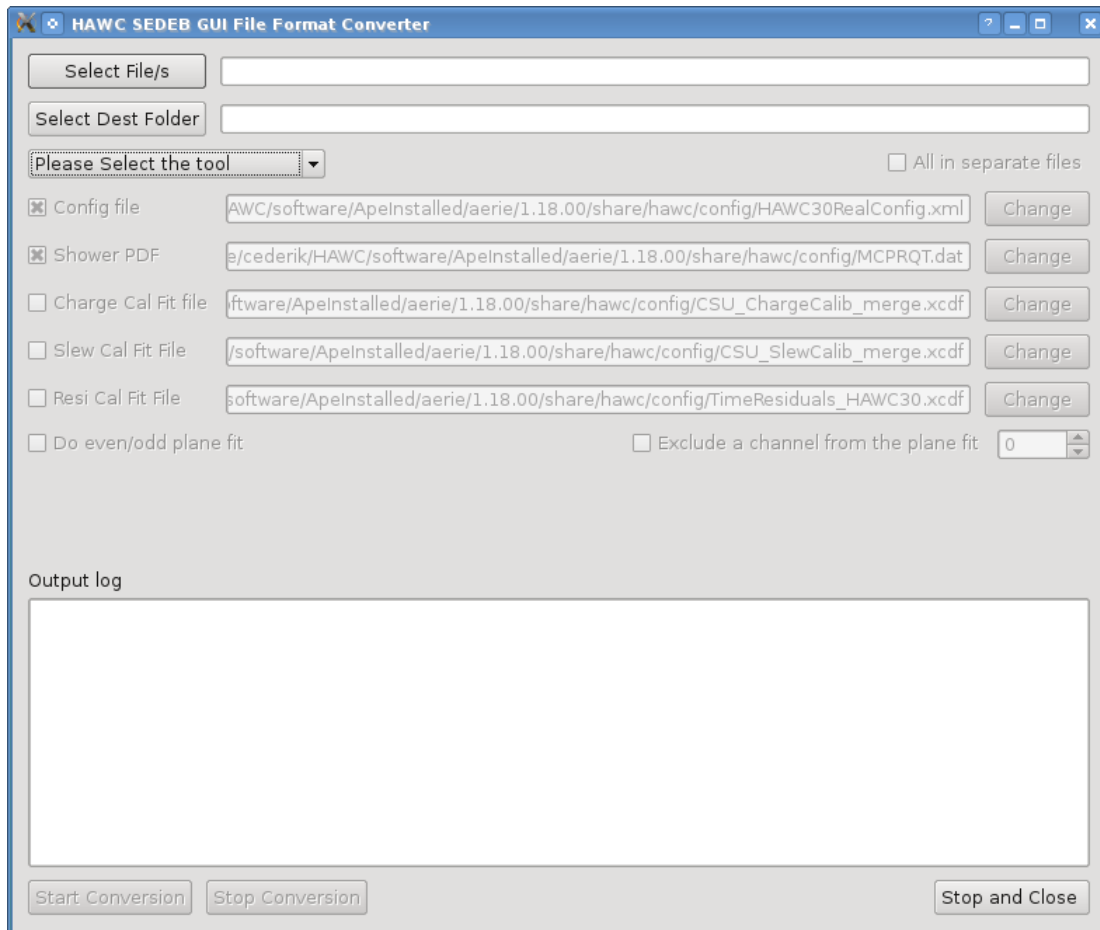 HAWC SEDEB GUI File Format Converter
Select File/s
Select Dest Folder
Please Select the tool All in separate files
Config file AWC/software/ApeInstalled/aerie/1.18.00/share/hawc/config/HAWC30RealConfig.xml Change
Shower PDF e/cederik/HAWC/software/ApeInstalled/aerie/1.18.00/share/hawc/config/MCPRQT.dat Change
Charge Cal Fit file ftware/ApeInstalled/aerie/1.18.00/share/hawc/config/CSU_ChargeCalib_merge.xcdf Change
Slew Cal Fit File /software/ApeInstalled/aerie/1.18.00/share/hawc/config/CSU_SlewCalib_merge.xcdf Change
Resi Cal Fit File software/ApeInstalled/aerie/1.18.00/share/hawc/config/TimeResiduals_HAWC30.xcdf Change
Do even/odd plane fit Exclude a channel from the plane fit 0
Output log
Start Conversion Stop Conversion Stop and Close